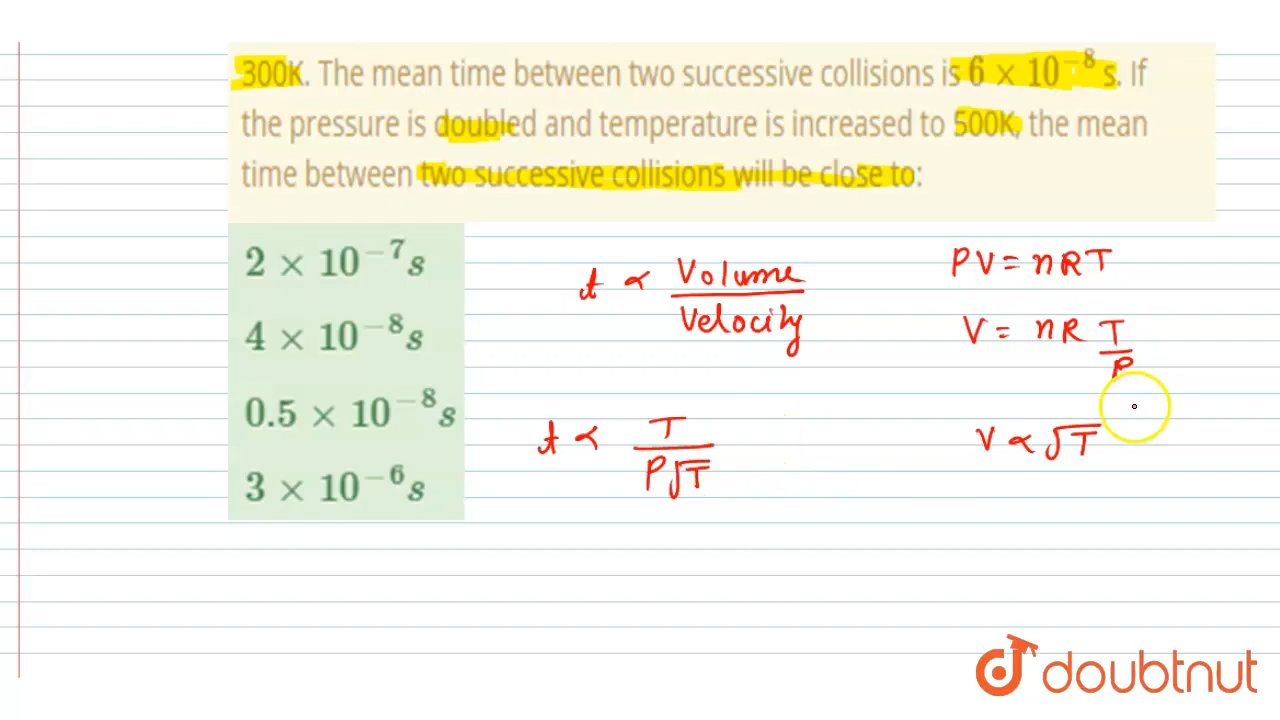 300K. The mean time between two successive collisions is 6 × 10⁻⁸ s. If
the pressure is doubled and temperature is increased to 500K, the mean
time between two successive collisions will be close to:
2 × 10⁻⁷s
4 × 10⁻⁸s
0.5 × 10⁻⁸s
3 × 10⁻⁶s
t ∝ Volume / Velocity
t ∝ T / P√T
PV = nRT
V = nR T/P
V ∝ √T
doubtnut